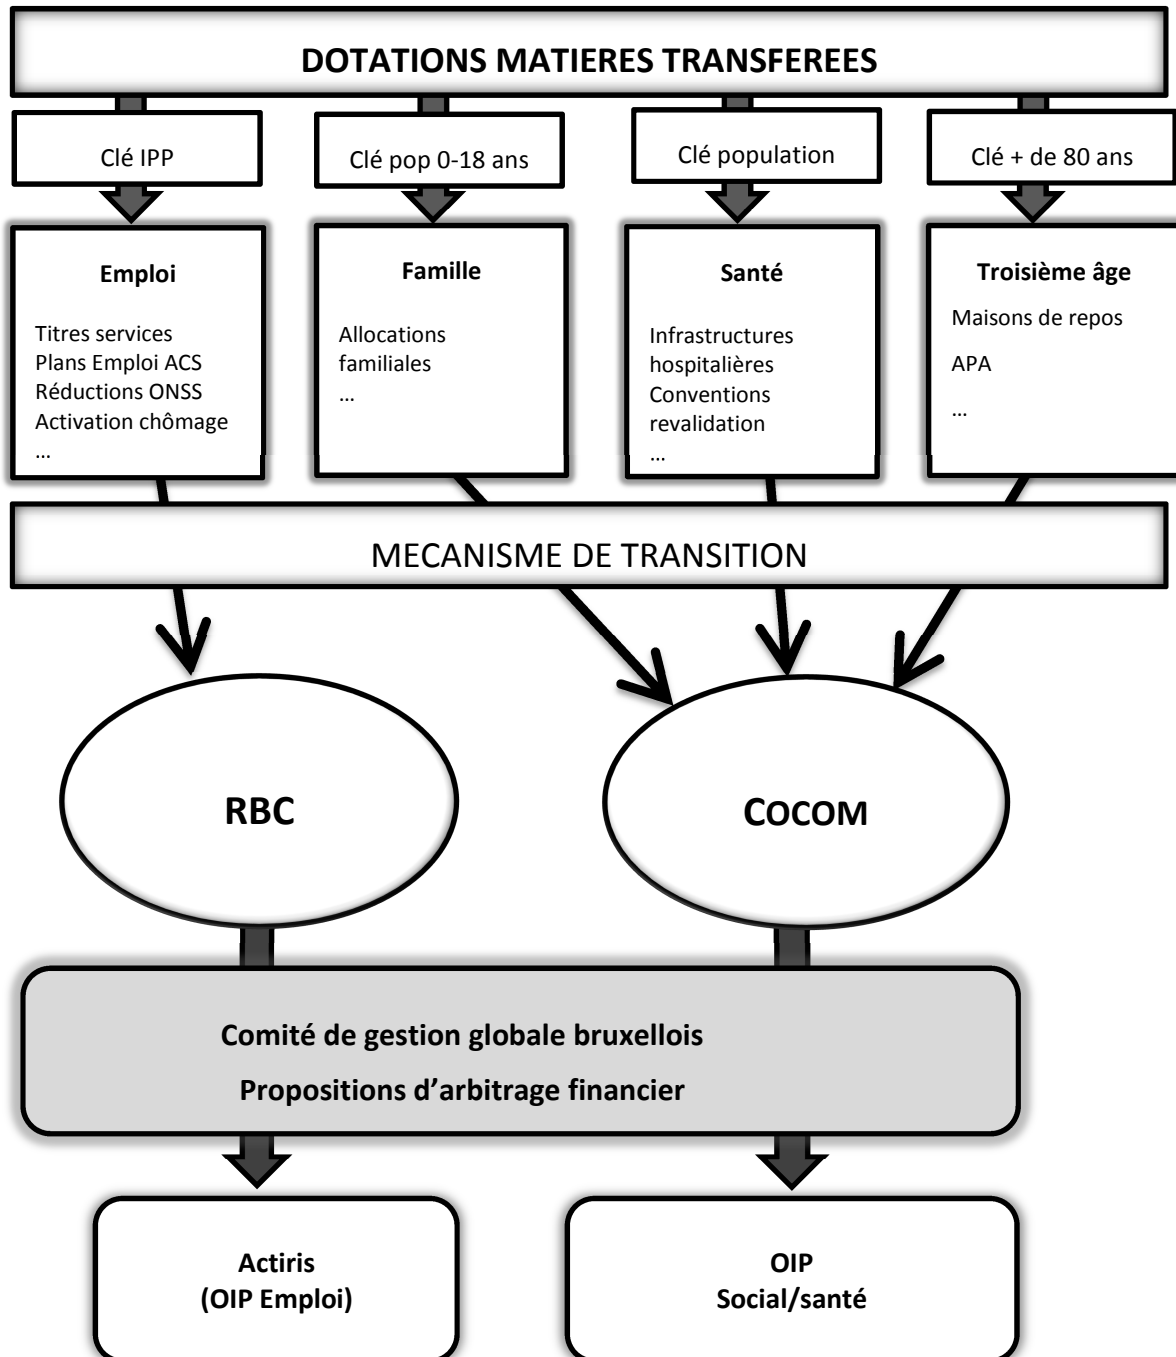 DOTATIONS MATIERES TRANSFEREES
Clé IPP
Clé pop 0-18 ans
Clé population
Clé + de 80 ans
Emploi
Titres services
Plans Emploi ACS
Réductions ONSS
Activation chômage
...
Famille
Allocations
familiales
...
Santé
Infrastructures
hospitalières
Conventions
revalidation
...
Troisième âge
Maisons de repos
APA
...
MECANISME DE TRANSITION
RBC
COCOM
Comité de gestion globale bruxellois
Propositions d’arbitrage financier
Actiris
(OIP Emploi)
OIP
Social/santé